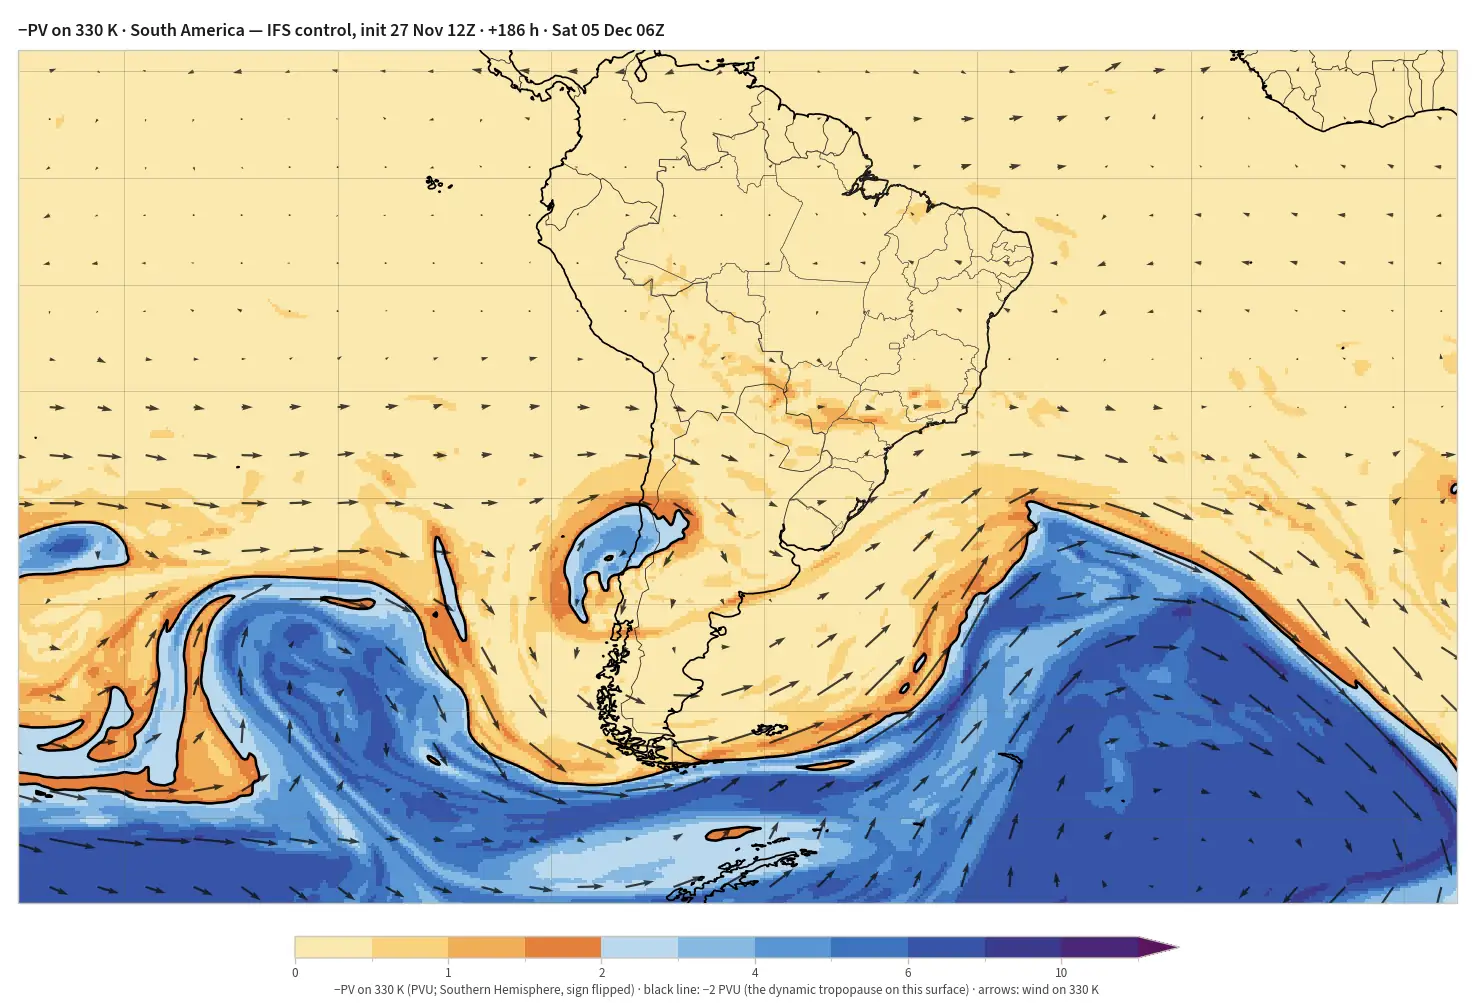 −PV on 330 K · South America — IFS control, init 27 Nov 12Z · +186 h · Sat 05 Dec 06Z
0 1 2 4 6 10
−PV on 330 K (PVU; Southern Hemisphere, sign flipped) · black line: −2 PVU (the dynamic tropopause on this surface) · arrows: wind on 330 K